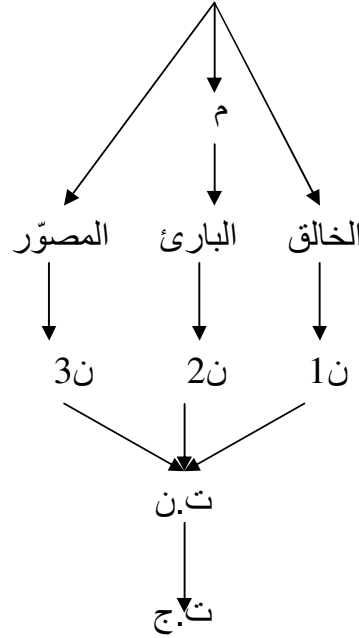 م
الخالق البارئ المصوّر
ن1 ن2 ن3
ت.ن
ت.ج